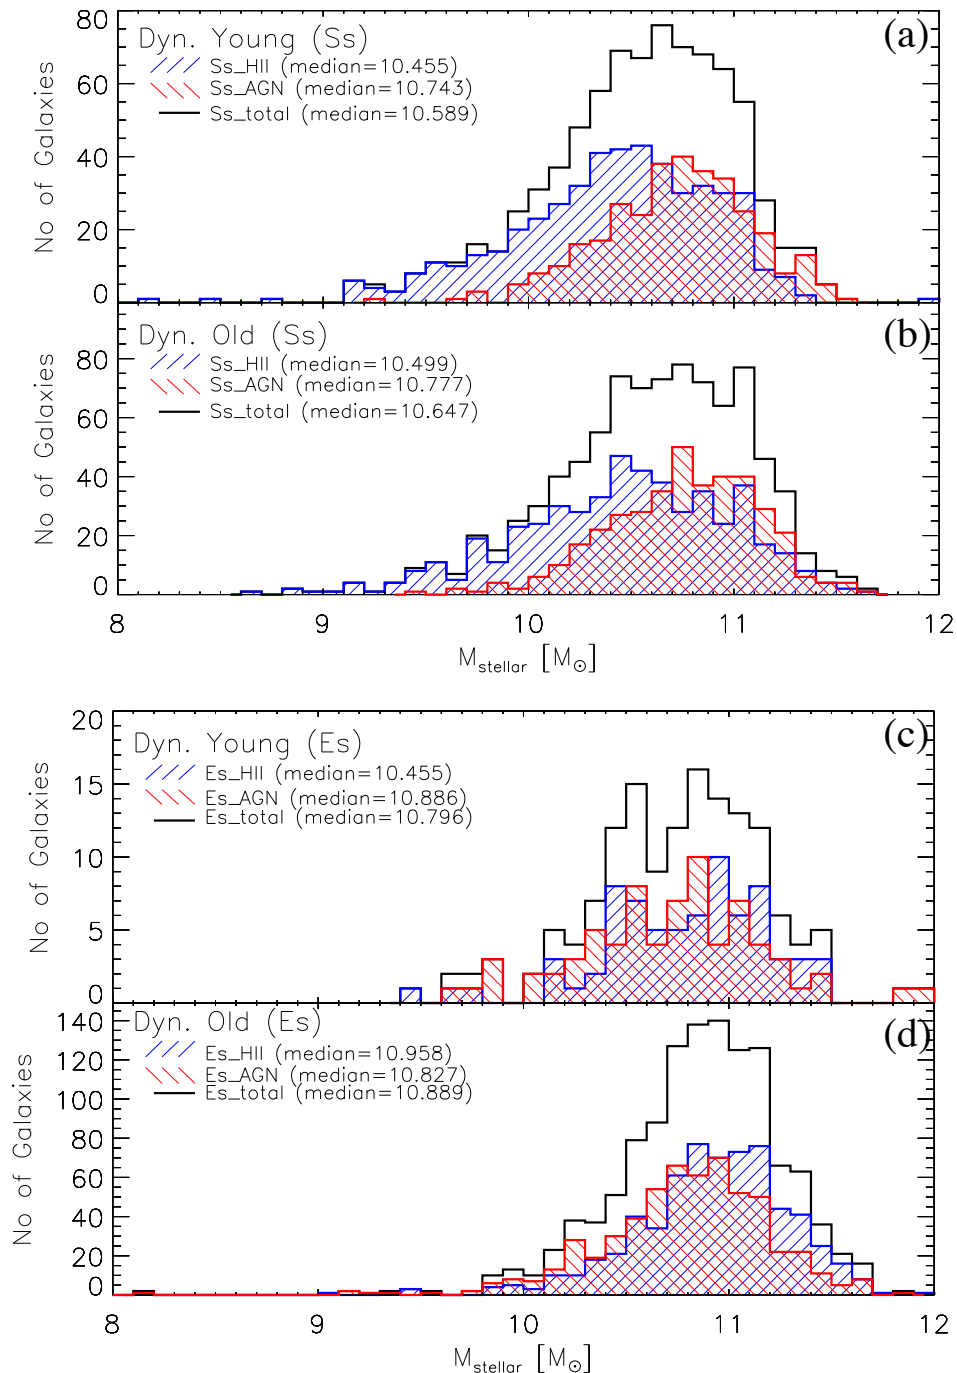 80
60
40
20
0
No of Galaxies
Dyn. Young (Ss)
Ss_HII (median=10.455)
Ss_AGN (median=10.743)
Ss_total (median=10.589)
(a)
80
60
40
20
0
No of Galaxies
Dyn. Old (Ss)
Ss_HII (median=10.499)
Ss_AGN (median=10.777)
Ss_total (median=10.647)
(b)
8 9 10 11 12
M_stellar [M_⊙]
20
15
10
5
0
No of Galaxies
Dyn. Young (Es)
Es_HII (median=10.455)
Es_AGN (median=10.886)
Es_total (median=10.796)
(c)
140
120
100
80
60
40
20
0
No of Galaxies
Dyn. Old (Es)
Es_HII (median=10.958)
Es_AGN (median=10.827)
Es_total (median=10.889)
(d)
8 9 10 11 12
M_stellar [M_⊙]